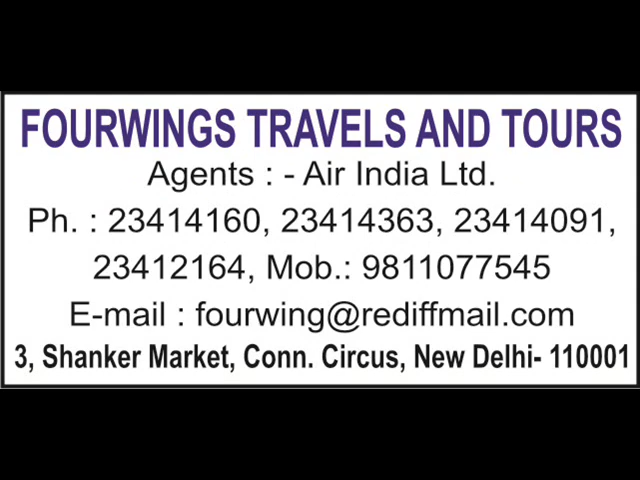 FOURWINGS TRAVELS AND TOURS
Agents : - Air India Ltd.
Ph. : 23414160, 23414363, 23414091,
23412164, Mob.: 9811077545
E-mail : fourwing@rediffmail.com
3, Shanker Market, Conn. Circus, New Delhi- 110001